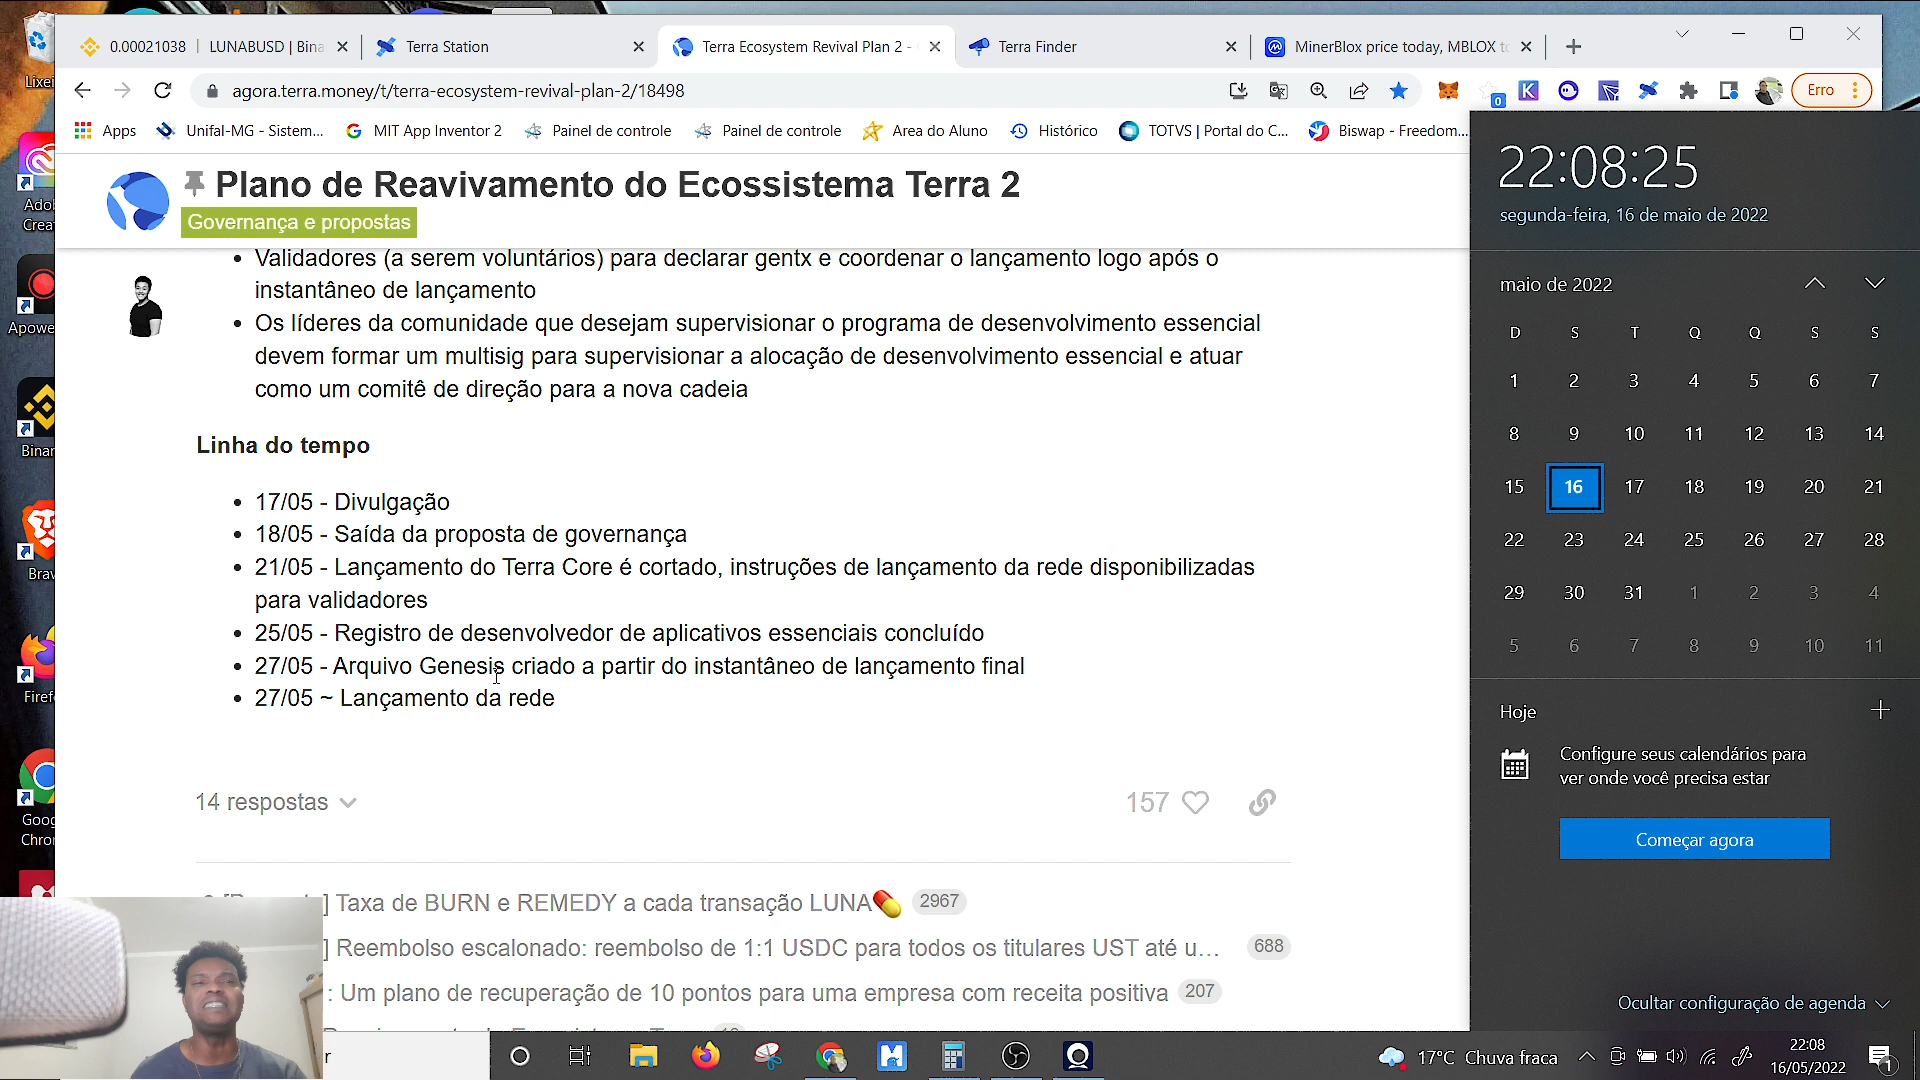 0.00021038 | LUNABUSD | Bina
Terra Station
Terra Ecosystem Revival Plan 2 -
Terra Finder
MinerBlox price today, MBLOX to
agora.terra.money/t/terra-ecosystem-revival-plan-2/18498
0
K
Erro
Apps
Unifal-MG - Sistem...
MIT App Inventor 2
Painel de controle
Painel de controle
Area do Aluno
Histórico
TOTVS | Portal do C...
Biswap - Freedom...
Lixei
Ado
Crea
Apowe
Binar
Brav
Firef
Goog
Chro
Plano de Reavivamento do Ecossistema Terra 2
Governança e propostas
• Validadores (a serem voluntários) para declarar gentx e coordenar o lançamento logo após o
instantâneo de lançamento
• Os líderes da comunidade que desejam supervisionar o programa de desenvolvimento essencial
devem formar um multisig para supervisionar a alocação de desenvolvimento essencial e atuar
como um comitê de direção para a nova cadeia
Linha do tempo
• 17/05 - Divulgação
• 18/05 - Saída da proposta de governança
• 21/05 - Lançamento do Terra Core é cortado, instruções de lançamento da rede disponibilizadas
para validadores
• 25/05 - Registro de desenvolvedor de aplicativos essenciais concluído
• 27/05 - Arquivo Genesis criado a partir do instantâneo de lançamento final
• 27/05 ~ Lançamento da rede
14 respostas
157
] Taxa de BURN e REMEDY a cada transação LUNA💊 2967
] Reembolso escalonado: reembolso de 1:1 USDC para todos os titulares UST até u... 688
: Um plano de recuperação de 10 pontos para uma empresa com receita positiva 207
r
22:08:25
segunda-feira, 16 de maio de 2022
maio de 2022
D S T Q Q S S
1 2 3 4 5 6 7
8 9 10 11 12 13 14
15 16 17 18 19 20 21
22 23 24 25 26 27 28
29 30 31 1 2 3 4
5 6 7 8 9 10 11
Hoje
Configure seus calendários para
ver onde você precisa estar
Começar agora
Ocultar configuração de agenda
17°C Chuva fraca
22:08
16/05/2022
1